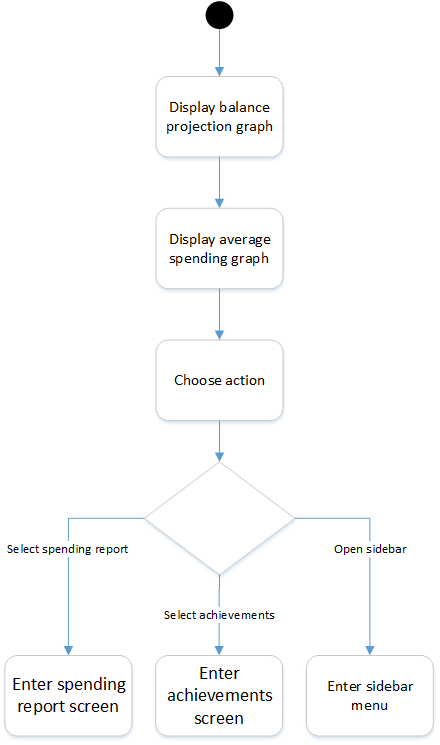 Display balance
projection graph
Display average
spending graph
Choose action
Select spending report
Open sidebar
Select achievements
Enter spending
report screen
Enter
achievements
screen
Enter sidebar
menu